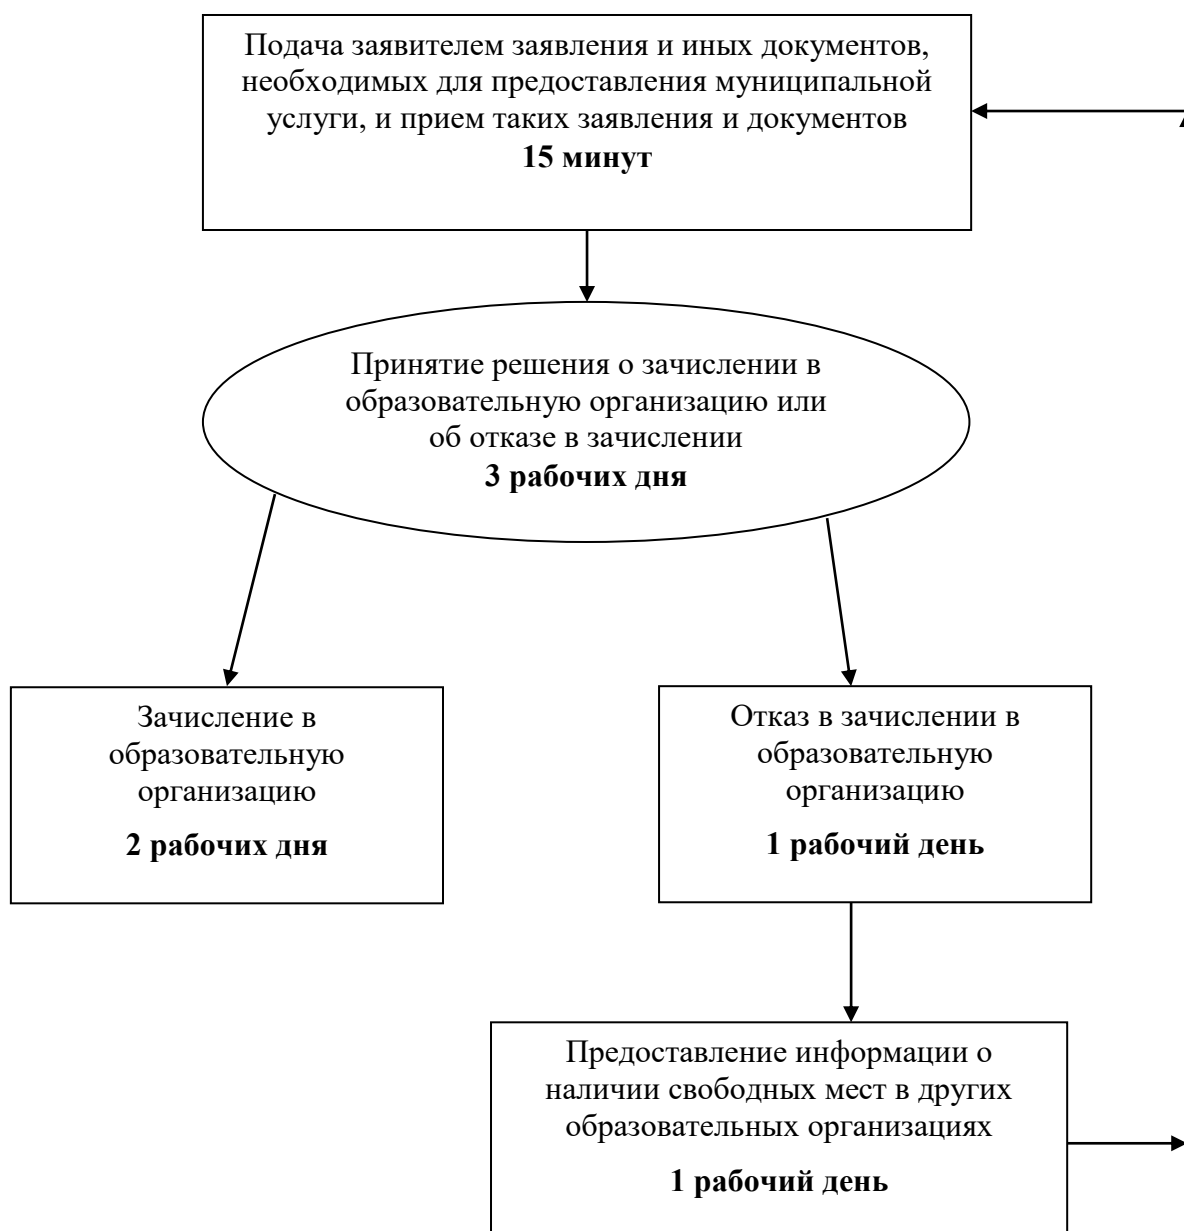 Подача заявителем заявления и иных документов,
необходимых для предоставления муниципальной
услуги, и прием таких заявления и документов
15 минут
Принятие решения о зачислении в
образовательную организацию или
об отказе в зачислении
3 рабочих дня
Зачисление в
образовательную
организацию
2 рабочих дня
Отказ в зачислении в
образовательную
организацию
1 рабочий день
Предоставление информации о
наличии свободных мест в других
образовательных организациях
1 рабочий день